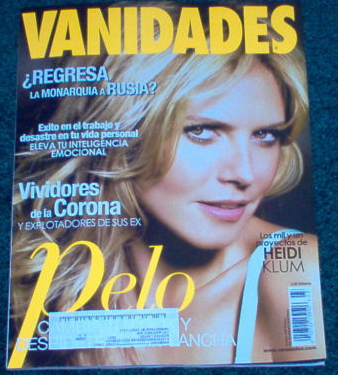 VANIDADES
¿REGRESA
LA MONARQUIA A RUSIA?
Exito en el trabajo y
desastre en tu vida personal
ELEVA TU INTELIGENCIA
EMOCIONAL
Vividores
de la Corona
Y EXPLOTADORES DE SUS EX
Los mil y un
proyectos de
HEIDI
KLUM
Pelo
Y